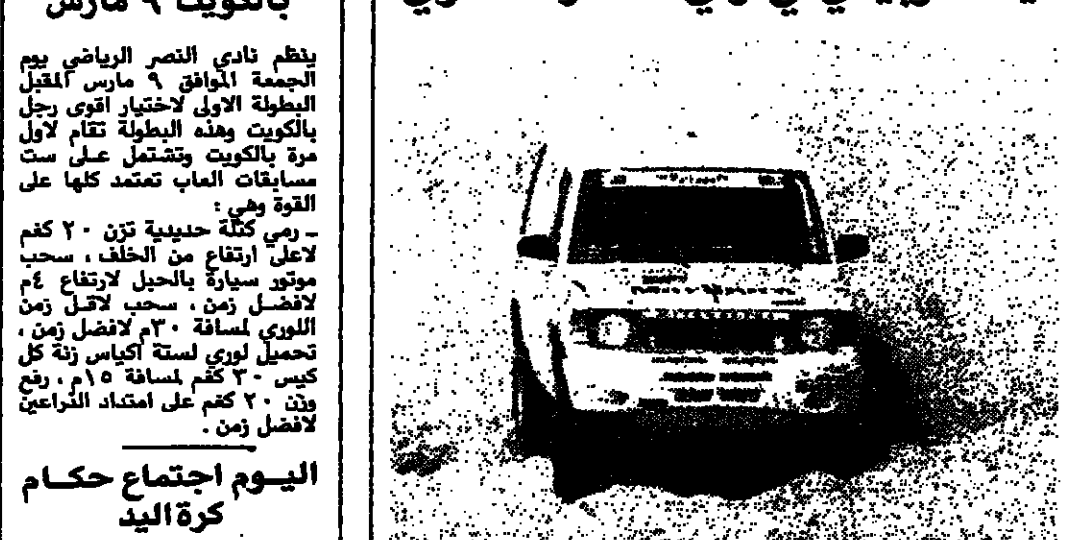 بالكويت ٩ مارس
ينظم نادي النصر الرياضي يوم
الجمعة الموافق ٩ مارس المقبل
البطولة الاولى لاختيار اقوى رجل
بالكويت وهذه البطولة تقام لاول
مرة بالكويت وتشتمل على ست
مسابقات العاب تعتمد كلها على
القوة وهي :
ـ رمي كتلة حديدية تزن ٢٠ كغم
لاعلى ارتفاع من الخلف ، سحب
موتور سيارة بالحبل لارتفاع ٤م
لافضل زمن ، سحب لاقل زمن
اللوري لمسافة ٣٠م لافضل زمن ،
تحميل لوري لستة اكياس زنة كل
كيس ٣٠ كغم لمسافة ١٥م ، رفع
وزن ٢٠ كغم على امتداد الذراعين
لافضل زمن .
اليوم اجتماع حكام
كرة اليد